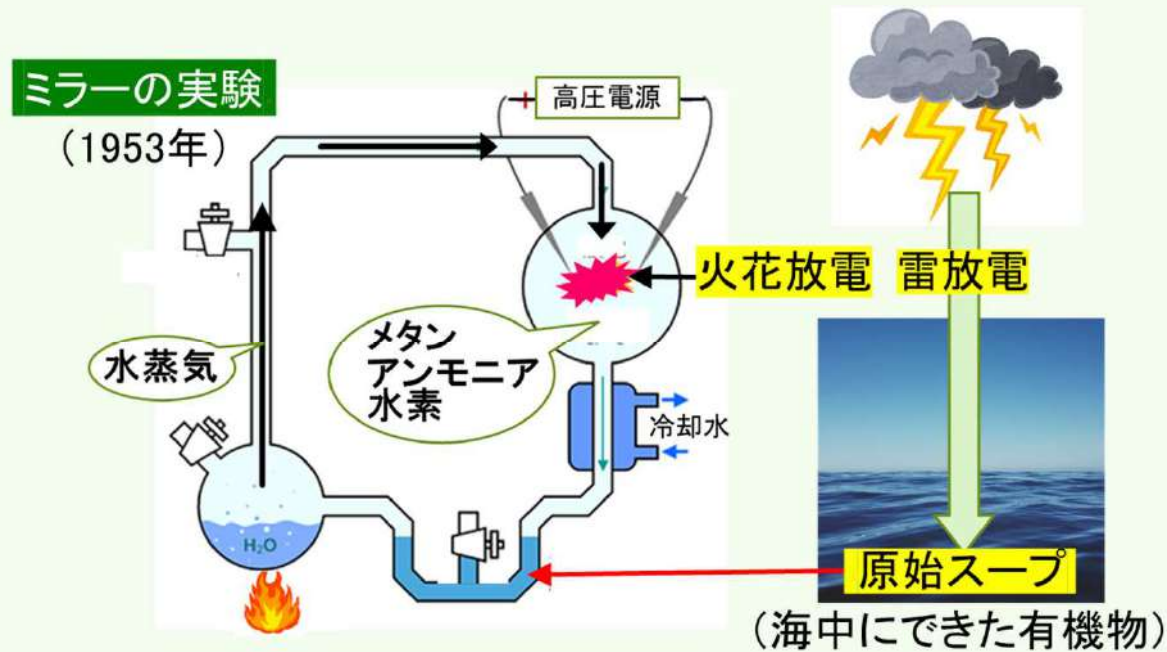 ミラーの実験
（1953年）
+ 高圧電源
火花放電 雷放電
水蒸気
メタン
アンモニア
水素
冷却水
H₂O
原始スープ
（海中にできた有機物）